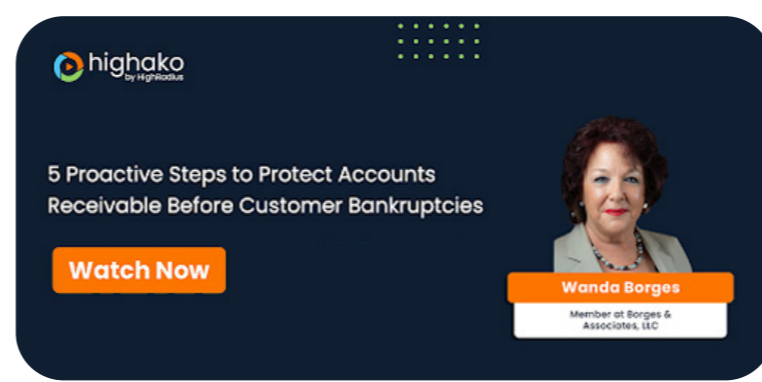 highako
by HighRadius
5 Proactive Steps to Protect Accounts
Receivable Before Customer Bankruptcies
Watch Now
Wanda Borges
Member at Borges &
Associates, LLC